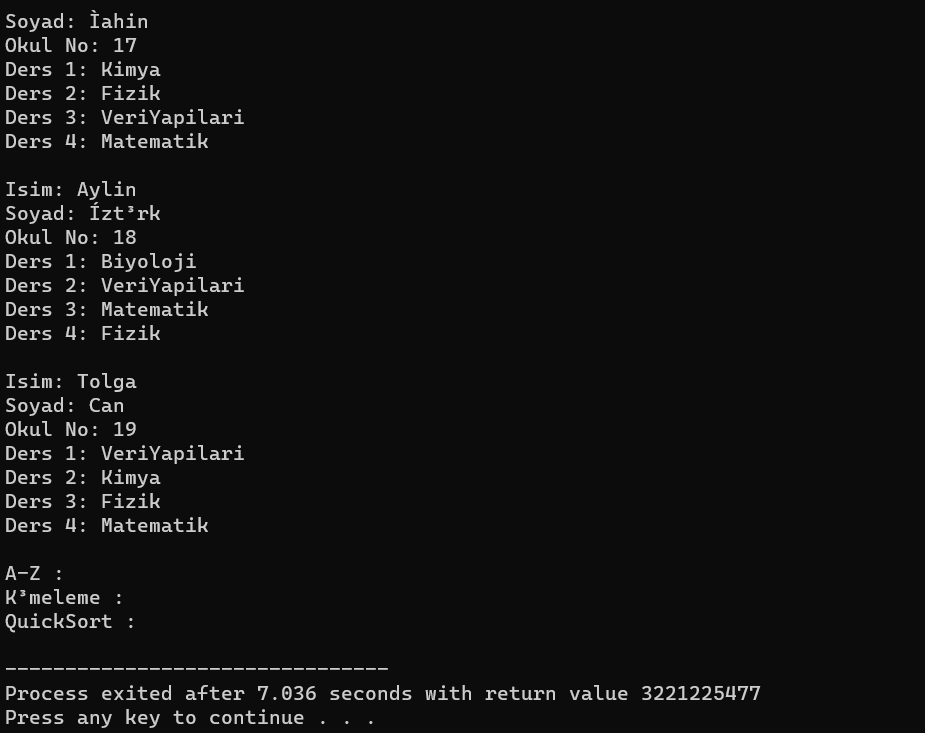 Soyad: Ìahin
Okul No: 17
Ders 1: Kimya
Ders 2: Fizik
Ders 3: VeriYapilari
Ders 4: Matematik
Isim: Aylin
Soyad: Ízt³rk
Okul No: 18
Ders 1: Biyoloji
Ders 2: VeriYapilari
Ders 3: Matematik
Ders 4: Fizik
Isim: Tolga
Soyad: Can
Okul No: 19
Ders 1: VeriYapilari
Ders 2: Kimya
Ders 3: Fizik
Ders 4: Matematik
A-Z :
K³meleme :
QuickSort :
--------------------------------
Process exited after 7.036 seconds with return value 3221225477
Press any key to continue . . .